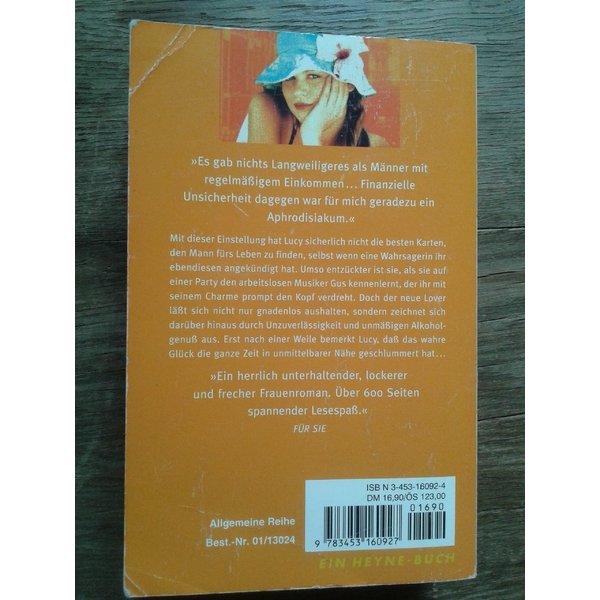 »Es gab nichts Langweiligeres als Männer mit
regelmäßigem Einkommen... Finanzielle
Unsicherheit dagegen war für mich geradezu ein
Aphrodisiakum.«
Mit dieser Einstellung hat Lucy sicherlich nicht die besten Karten,
den Mann fürs Leben zu finden, selbst wenn eine Wahrsagerin ihr
ebendiesen angekündigt hat. Umso entzückter ist sie, als sie auf
einer Party den arbeitslosen Musiker Gus kennenlernt, der ihr mit
seinem Charme prompt den Kopf verdreht. Doch der neue Lover
läßt sich nicht nur gnadenlos aushalten, sondern zeichnet sich
darüber hinaus durch Unzuverlässigkeit und unmäßigen Alkohol-
genuß aus. Erst nach einer Weile bemerkt Lucy, daß das wahre
Glück die ganze Zeit in unmittelbarer Nähe geschlummert hat...
»Ein herrlich unterhaltender, lockerer
und frecher Frauenroman. Über 600 Seiten
spannender Lesespaß.«
FÜR SIE
ISBN 3-453-16092-4
DM 16,90/ÖS 123,00
01690
Allgemeine Reihe
Best.-Nr. 01/13024
9 783453 160927
EIN HEYNE-BUCH